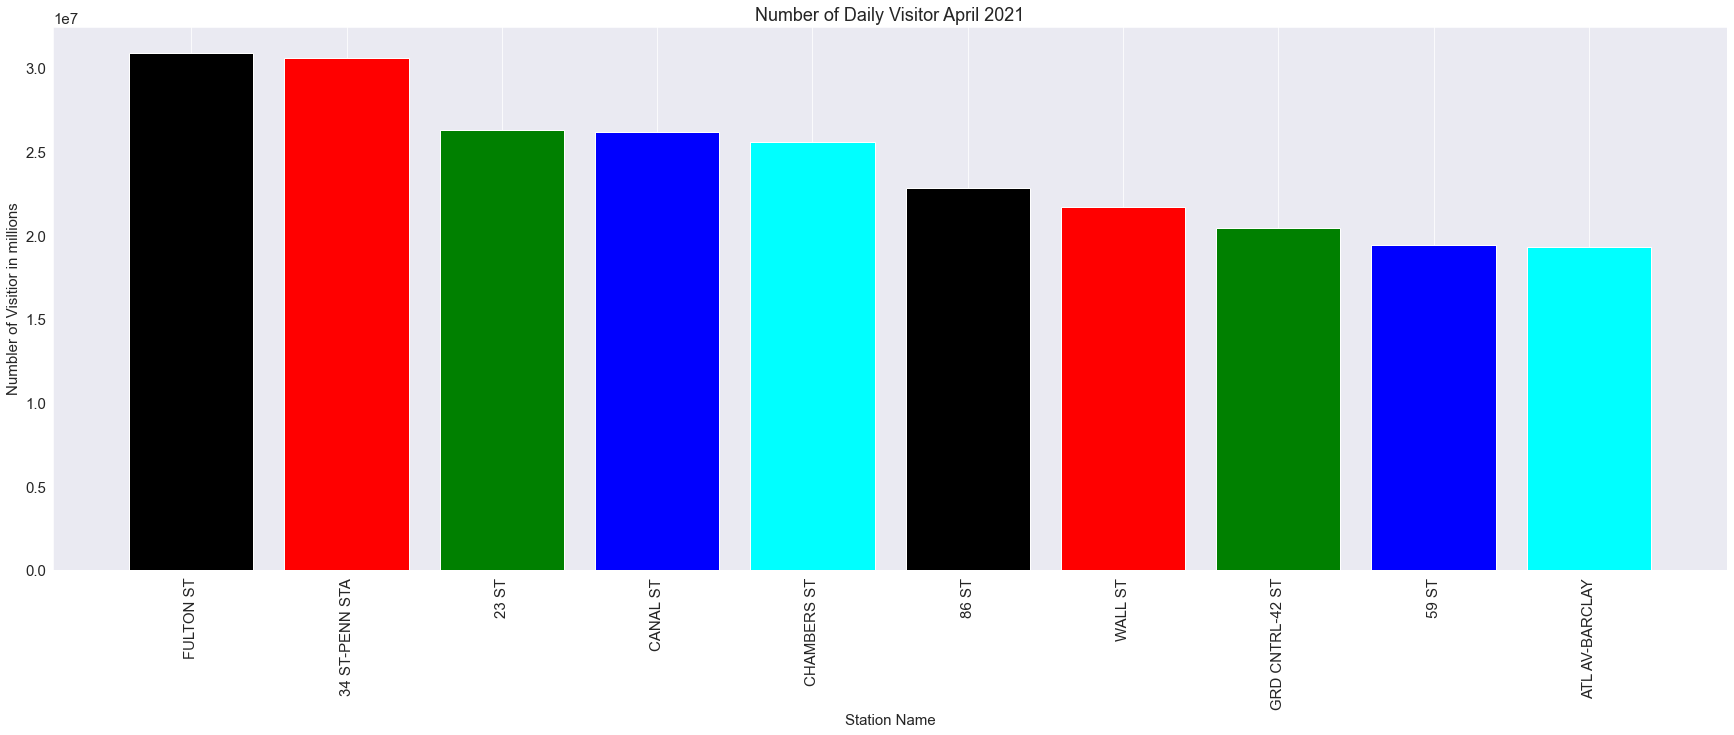 Number of Daily Visitor April 2021
1e7
3.0
2.5
2.0
1.5
1.0
0.5
0.0
Numbler of Visitior in millions
FULTON ST
34 ST-PENN STA
23 ST
CANAL ST
CHAMBERS ST
86 ST
WALL ST
GRD CNTRL-42 ST
59 ST
ATL AV-BARCLAY
Station Name